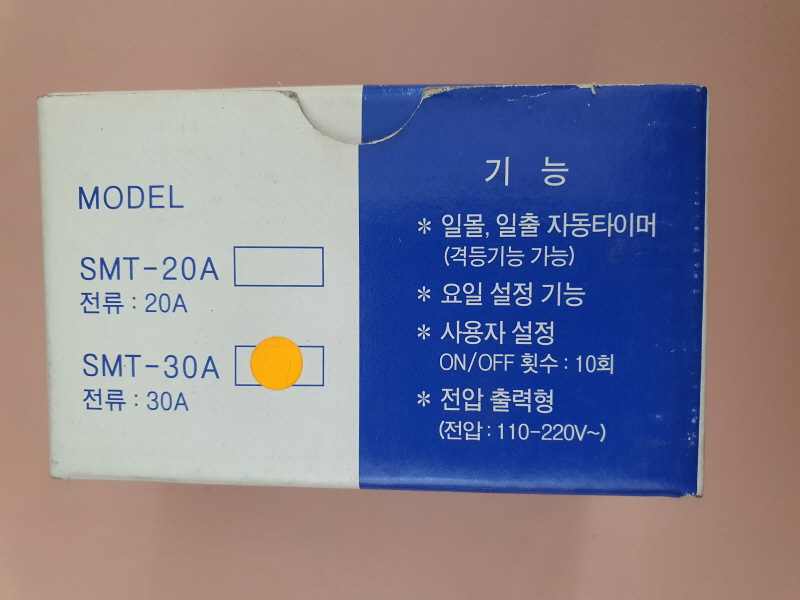 MODEL
SMT-20A
전류 : 20A
SMT-30A
전류 : 30A
기 능
* 일몰, 일출 자동타이머
(격등기능 가능)
* 요일 설정 기능
* 사용자 설정
ON/OFF 횟수 : 10회
* 전압 출력형
(전압 : 110-220V~)